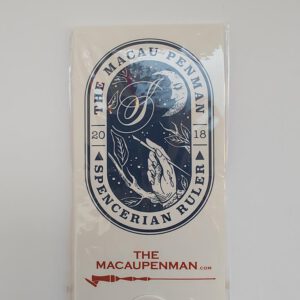 THE MACAU-PENMAN
20 18
SPENCERIAN RULER
THE
MACAUPENMAN.COM